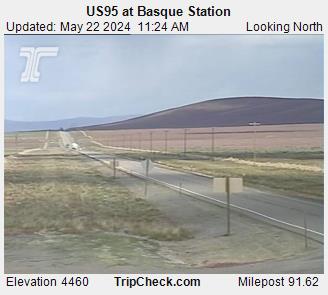 US95 at Basque Station
Updated: May 22 2024 11:24 AM Looking North
Elevation 4460 TripCheck.com Milepost 91.62